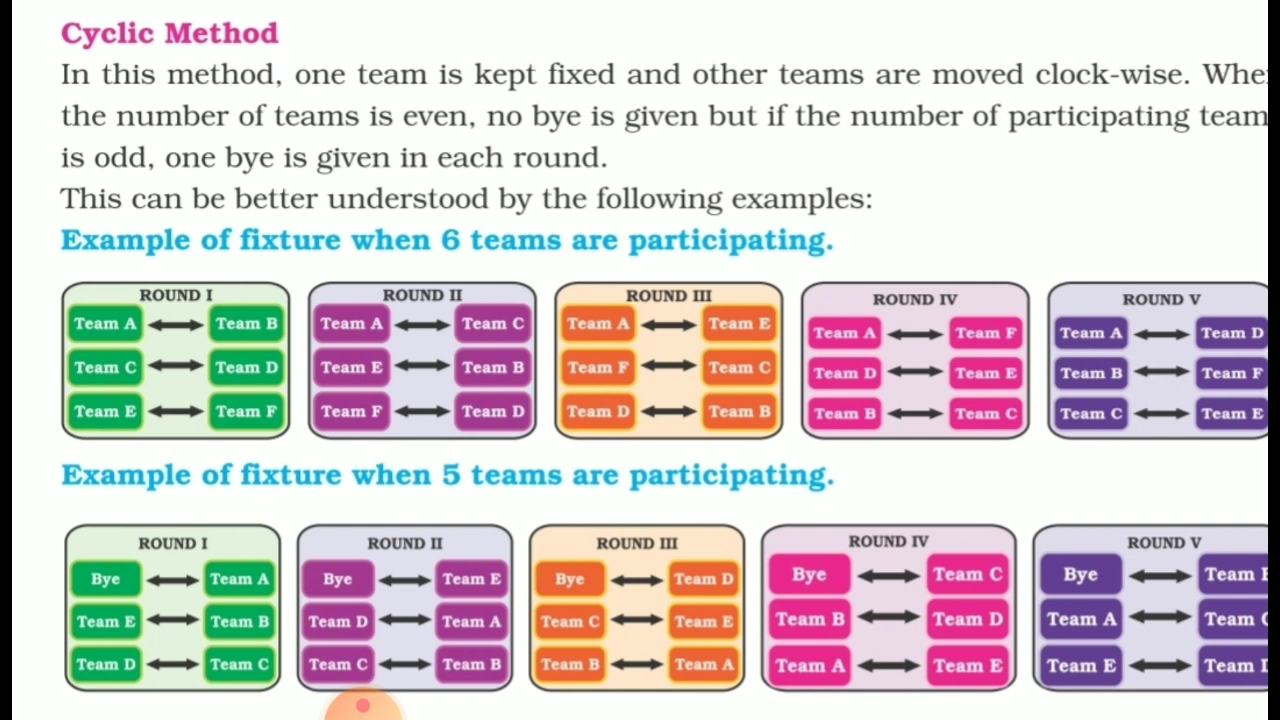 Cyclic Method
In this method, one team is kept fixed and other teams are moved clock-wise.
the number of teams is even, no bye is given but if the number of participating team
is odd, one bye is given in each round.
This can be better understood by the following examples:
Example of fixture when 6 teams are participating.
ROUND I
Team A Team B
Team C Team D
Team E Team F
ROUND II
Team A Team C
Team E Team B
Team F Team D
ROUND III
Team A Team E
Team F Team C
Team D Team B
ROUND IV
Team A Team F
Team D Team E
Team B Team C
ROUND V
Team A Team D
Team B Team F
Team C Team E
Example of fixture when 5 teams are participating.
ROUND I
Bye Team A
Team E Team B
Team D Team C
ROUND II
Bye Team E
Team D Team A
Team C Team B
ROUND III
Bye Team D
Team C Team E
Team B Team A
ROUND IV
Bye Team C
Team B Team D
Team A Team E
ROUND V
Bye Team
Team A Team
Team E Team